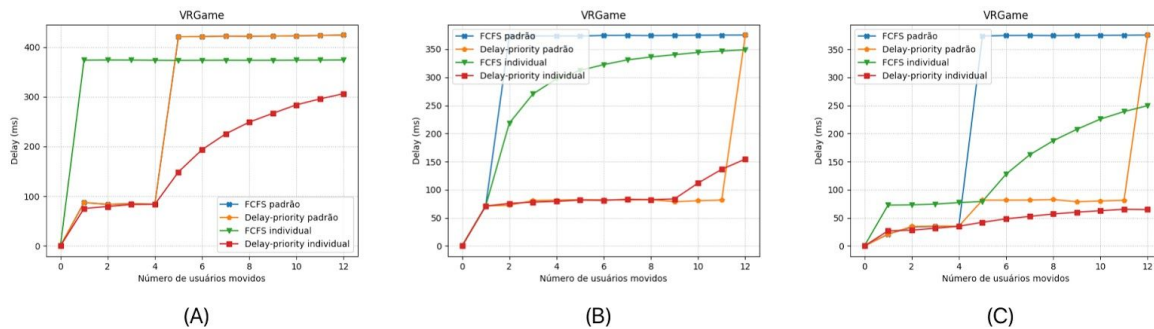 VRGame
400
300
200
100
0
Delay (ms)
FCFS padrão
Delay-priority padrão
FCFS individual
Delay-priority individual
0 2 4 6 8 10 12
Número de usuários movidos
(A)
VRGame
350
300
250
200
150
100
50
0
Delay (ms)
FCFS padrão
Delay-priority padrão
FCFS individual
Delay-priority individual
0 2 4 6 8 10 12
Número de usuários movidos
(B)
VRGame
350
300
250
200
150
100
50
0
Delay (ms)
FCFS padrão
Delay-priority padrão
FCFS individual
Delay-priority individual
0 2 4 6 8 10 12
Número de usuários movidos
(C)